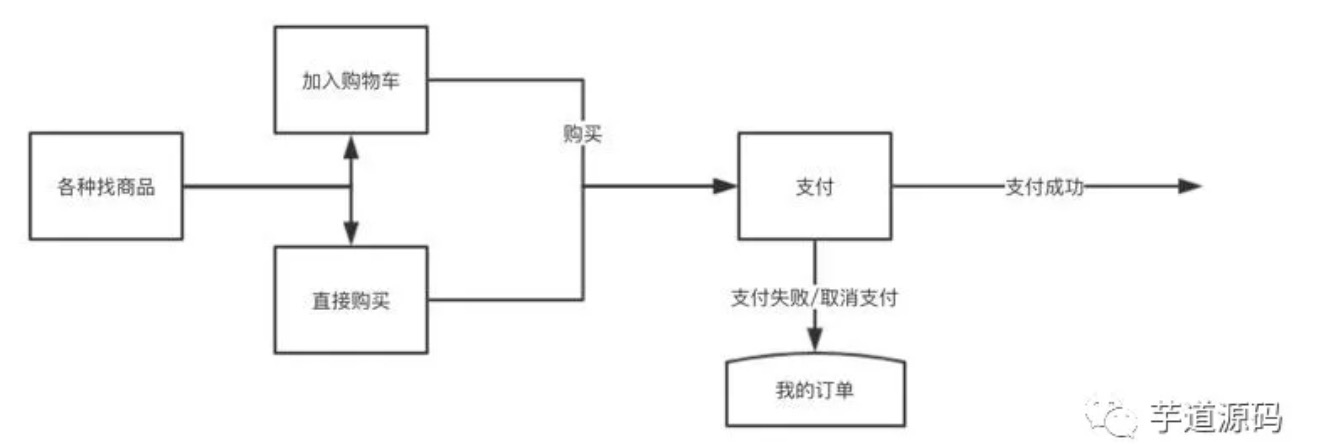 加入购物车
购买
各种找商品
支付
支付成功
直接购买
支付失败/取消支付
我的订单
芋道源码